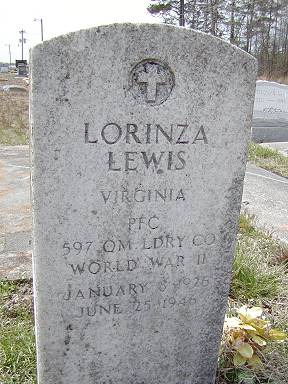 LORINZA
LEWIS
VIRGINIA
PFC
597 QM LDRY CO
WORLD WAR II
JANUARY 3 1926
JUNE 25 1946